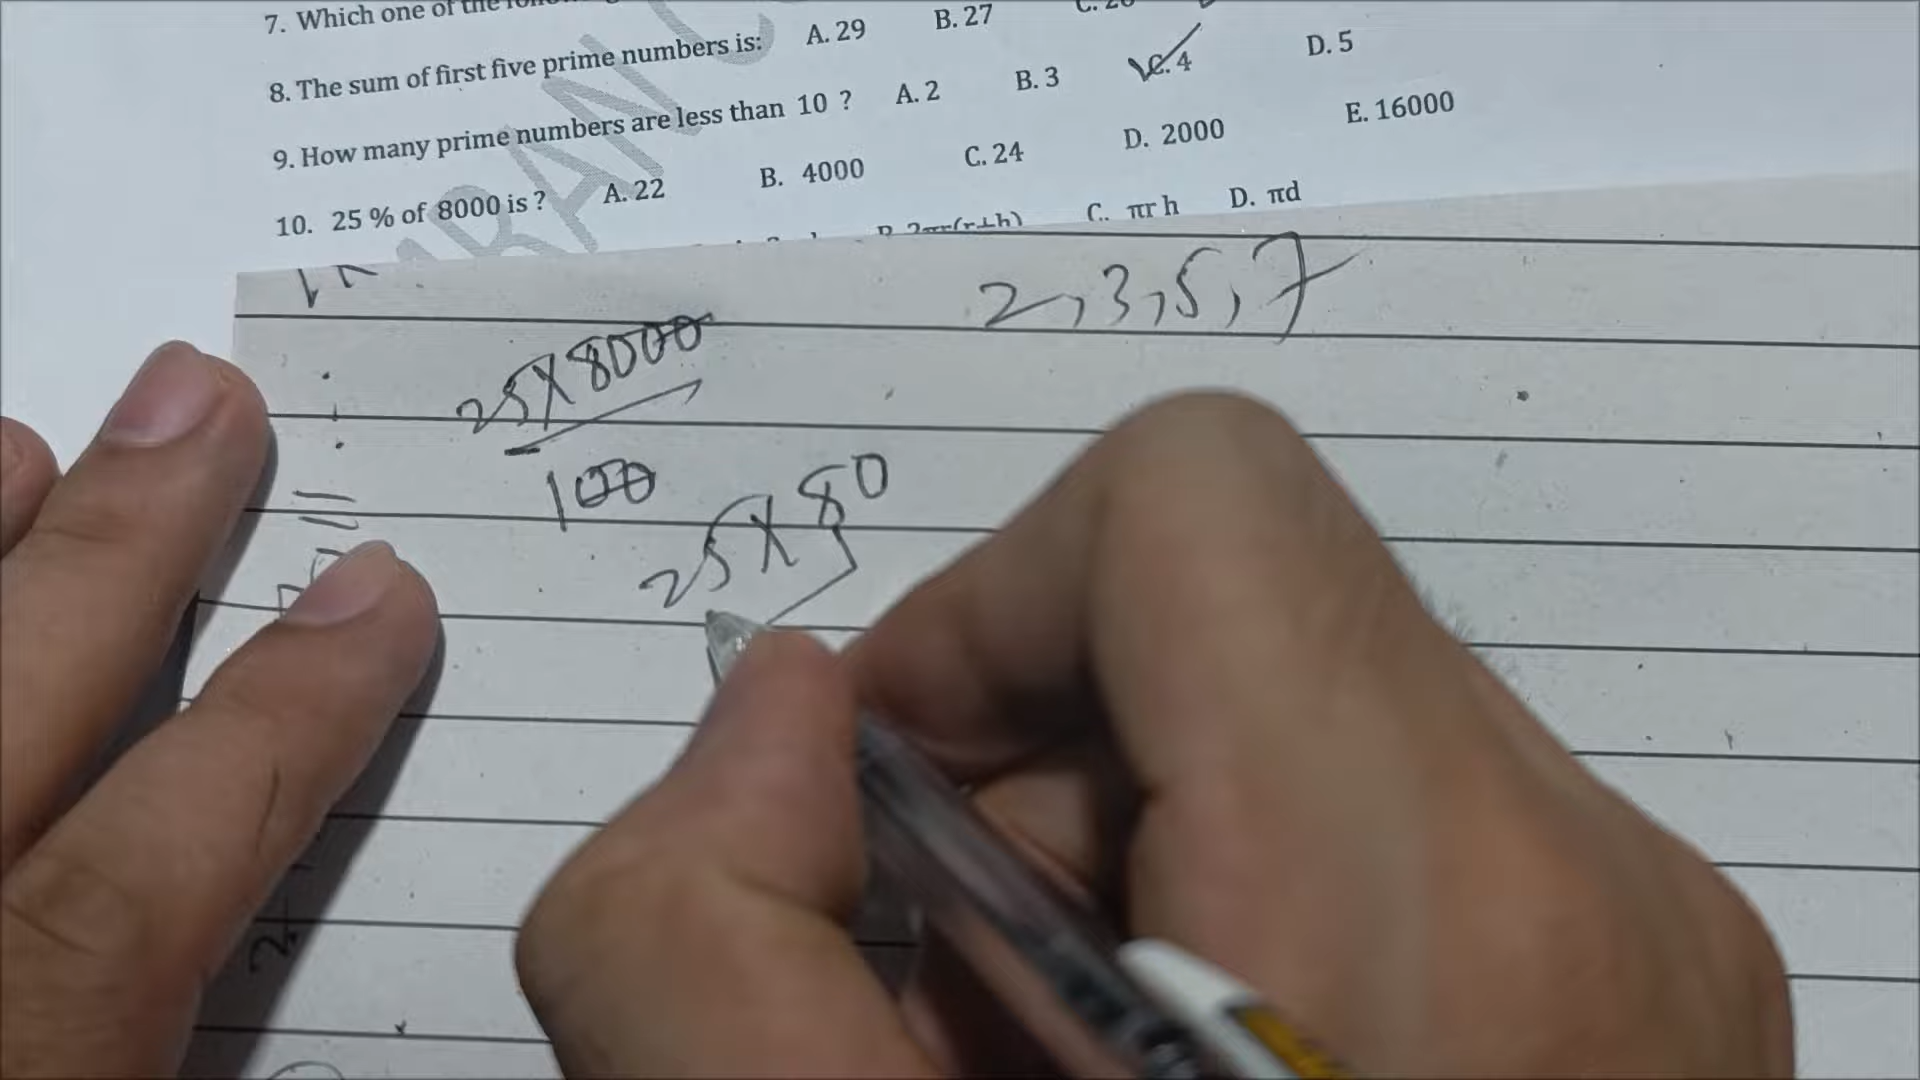 7. Which one of the
8. The sum of first five prime numbers is: A. 29 B. 27
9. How many prime numbers are less than 10 ? A. 2 B. 3 C. 4 D. 5
10. 25 % of 8000 is ? A. 22 B. 4000 C. 24 D. 2000 E. 16000
C. πr h D. πd
2,3,5,7
25×8000
100
25×80